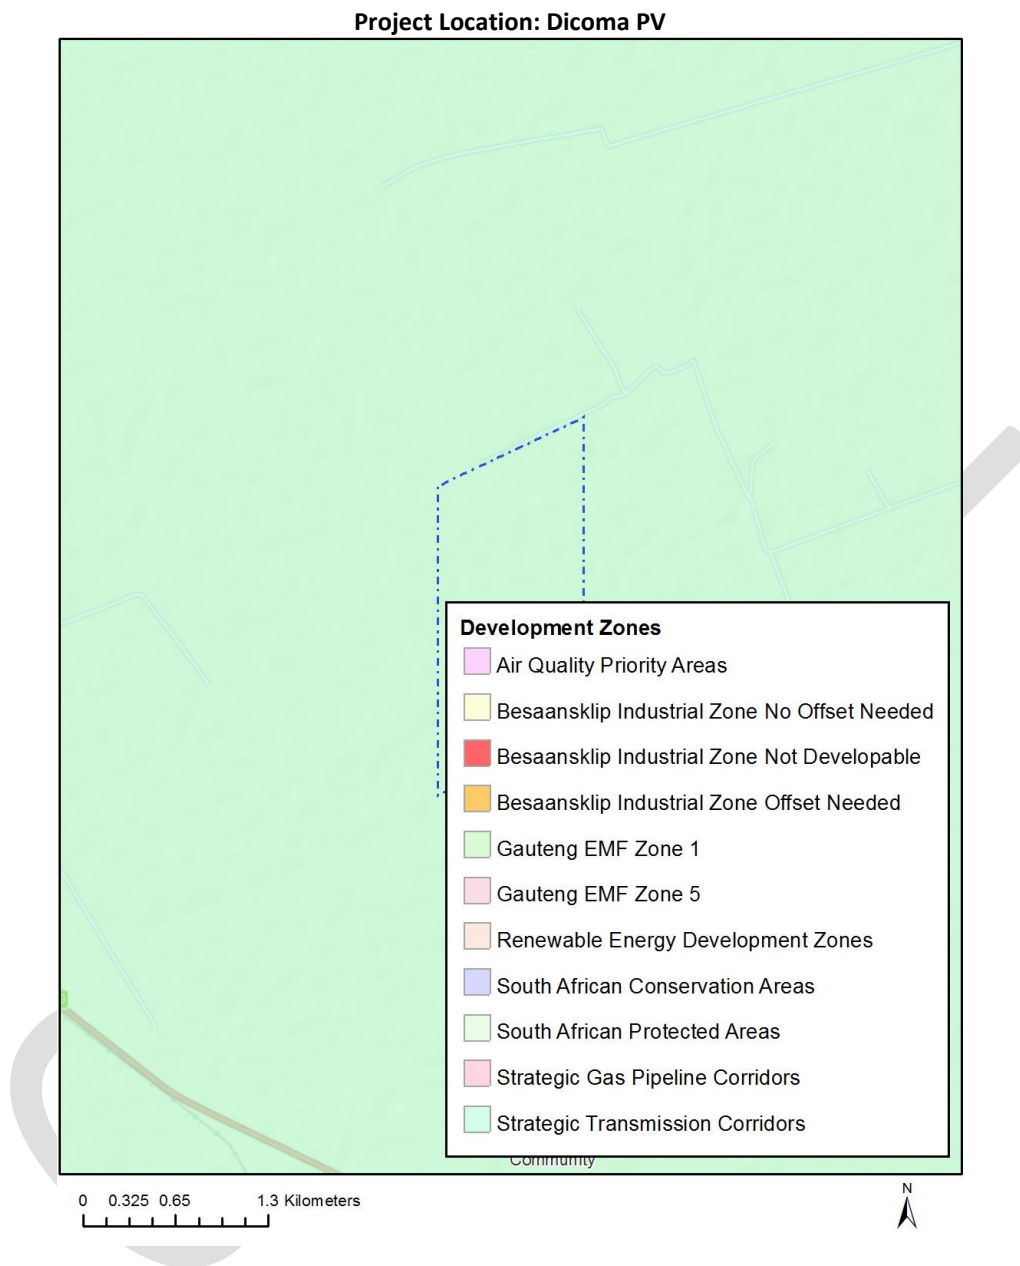 Project Location: Dicoma PV
Development Zones
Air Quality Priority Areas
Besaansklip Industrial Zone No Offset Needed
Besaansklip Industrial Zone Not Developable
Besaansklip Industrial Zone Offset Needed
Gauteng EMF Zone 1
Gauteng EMF Zone 5
Renewable Energy Development Zones
South African Conservation Areas
South African Protected Areas
Strategic Gas Pipeline Corridors
Strategic Transmission Corridors
Community
0 0.325 0.65 1.3 Kilometers
N